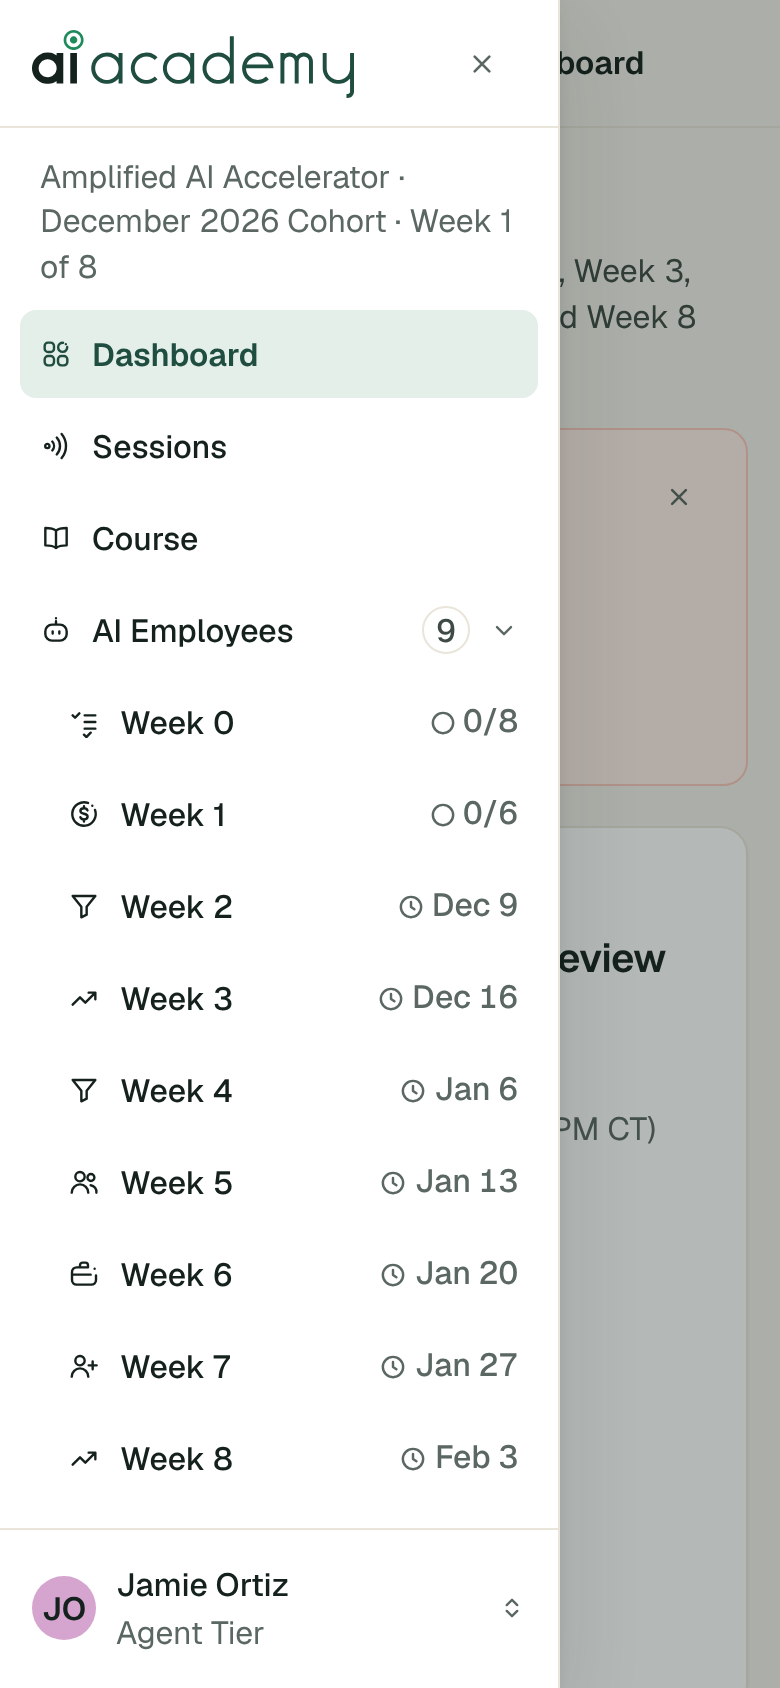 ai academy
board
Amplified AI Accelerator ·
December 2026 Cohort · Week 1
of 8
, Week 3,
d Week 8
Dashboard
Sessions
Course
AI Employees 9
Week 0 0/8
Week 1 0/6
Week 2 Dec 9
Week 3 Dec 16
Week 4 Jan 6
Week 5 Jan 13
Week 6 Jan 20
Week 7 Jan 27
Week 8 Feb 3
eview
PM CT)
JO
Jamie Ortiz
Agent Tier